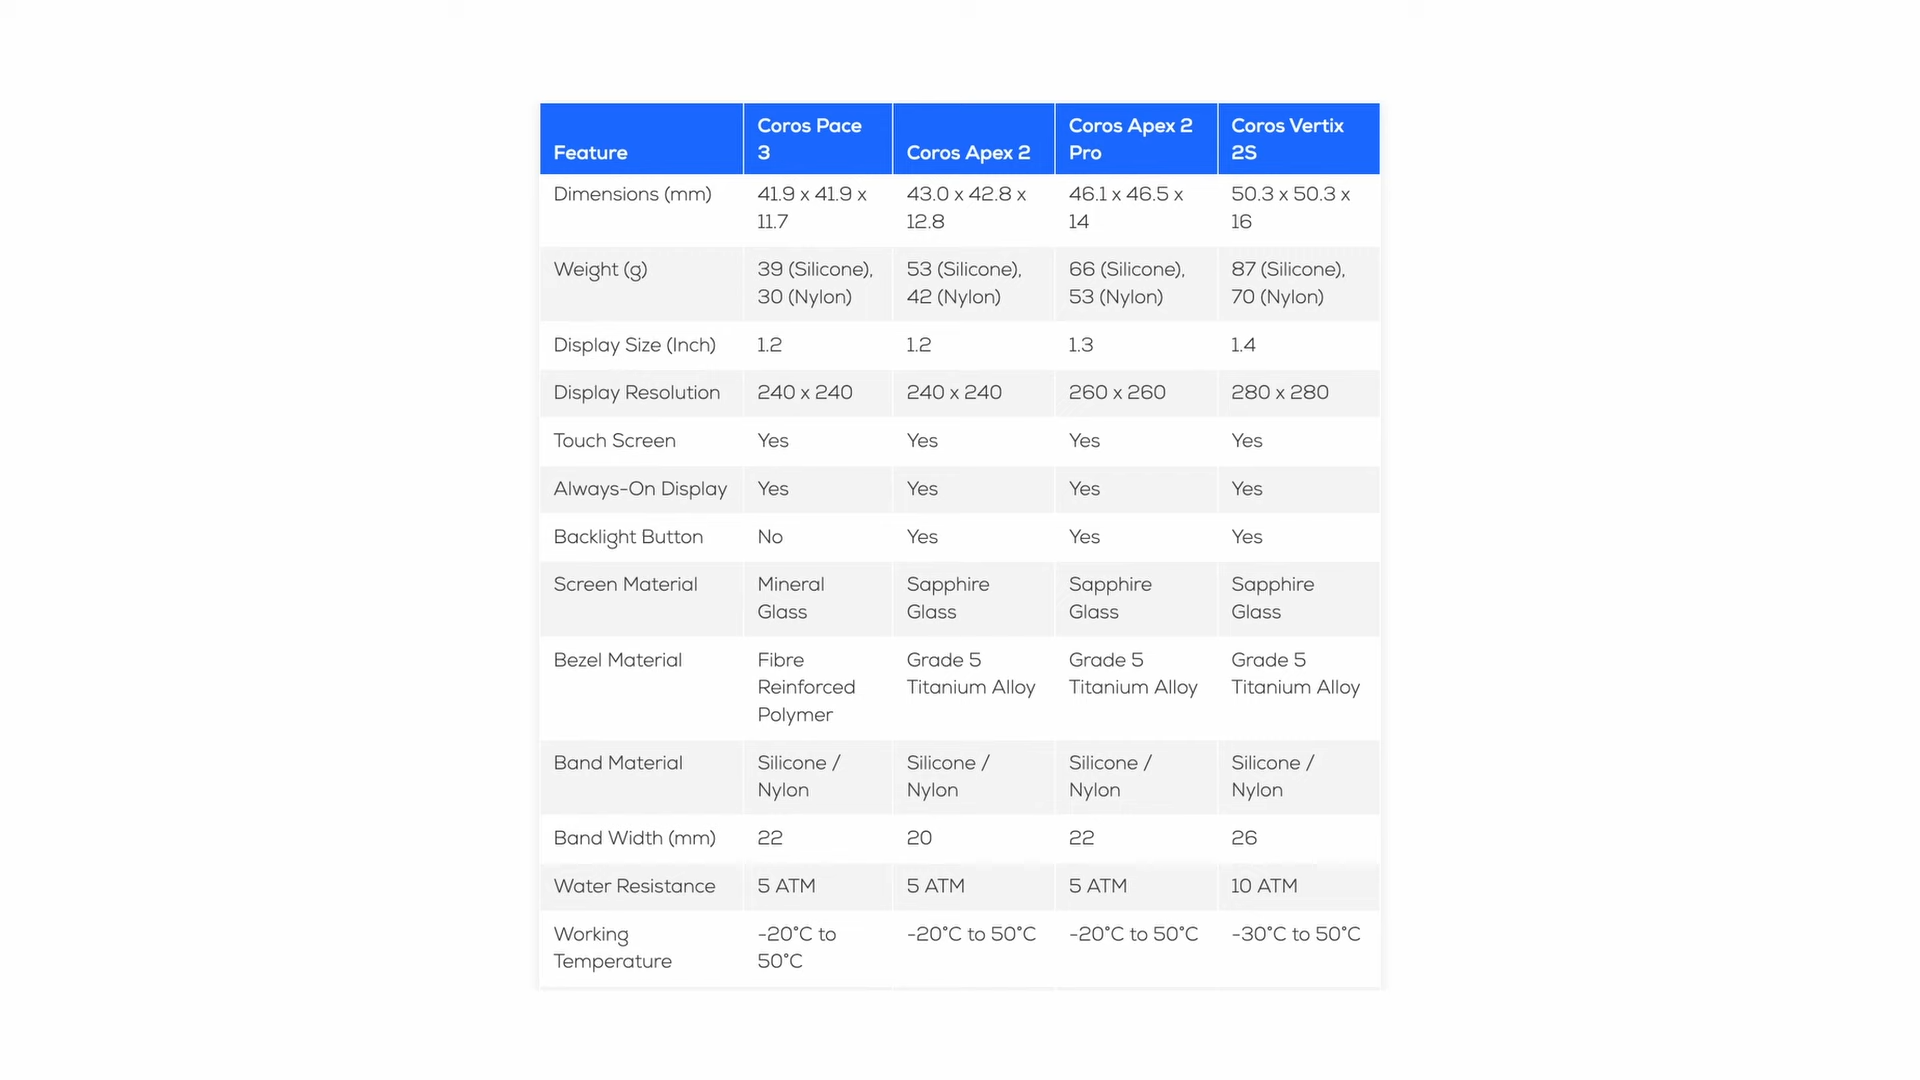 Feature
Coros Pace
3
Coros Apex 2
Coros Apex 2
Pro
Coros Vertix
2S
Dimensions (mm)
41.9 x 41.9 x
11.7
43.0 x 42.8 x
12.8
46.1 x 46.5 x
14
50.3 x 50.3 x
16
Weight (g)
39 (Silicone),
30 (Nylon)
53 (Silicone),
42 (Nylon)
66 (Silicone),
53 (Nylon)
87 (Silicone),
70 (Nylon)
Display Size (Inch)
1.2
1.2
1.3
1.4
Display Resolution
240 x 240
240 x 240
260 x 260
280 x 280
Touch Screen
Yes
Yes
Yes
Yes
Always-On Display
Yes
Yes
Yes
Yes
Backlight Button
No
Yes
Yes
Yes
Screen Material
Mineral
Glass
Sapphire
Glass
Sapphire
Glass
Sapphire
Glass
Bezel Material
Fibre
Reinforced
Polymer
Grade 5
Titanium Alloy
Grade 5
Titanium Alloy
Grade 5
Titanium Alloy
Band Material
Silicone /
Nylon
Silicone /
Nylon
Silicone /
Nylon
Silicone /
Nylon
Band Width (mm)
22
20
22
26
Water Resistance
5 ATM
5 ATM
5 ATM
10 ATM
Working
Temperature
-20°C to
50°C
-20°C to 50°C
-20°C to 50°C
-30°C to 50°C